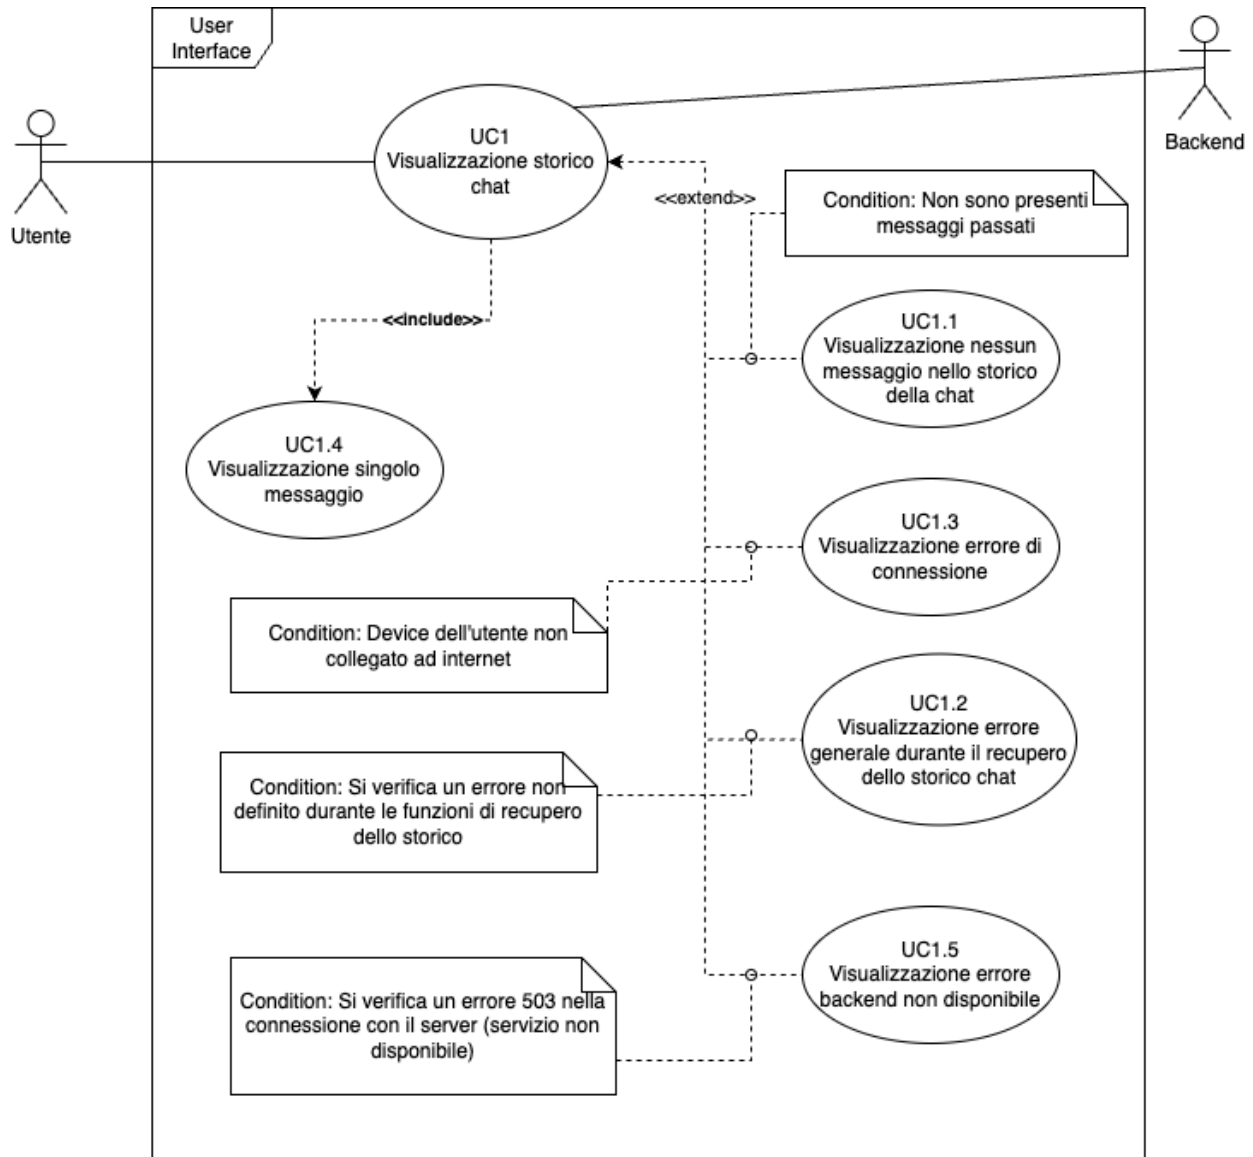 User
Interface
Backend
Utente
UC1
Visualizzazione storico
chat
<<extend>>
Condition: Non sono presenti
messaggi passati
<<include>>
UC1.1
Visualizzazione nessun
messaggio nello storico
della chat
UC1.4
Visualizzazione singolo
messaggio
UC1.3
Visualizzazione errore di
connessione
Condition: Device dell'utente non
collegato ad internet
UC1.2
Visualizzazione errore
generale durante il recupero
dello storico chat
Condition: Si verifica un errore non
definito durante le funzioni di recupero
dello storico
UC1.5
Visualizzazione errore
backend non disponibile
Condition: Si verifica un errore 503 nella
connessione con il server (servizio non
disponibile)